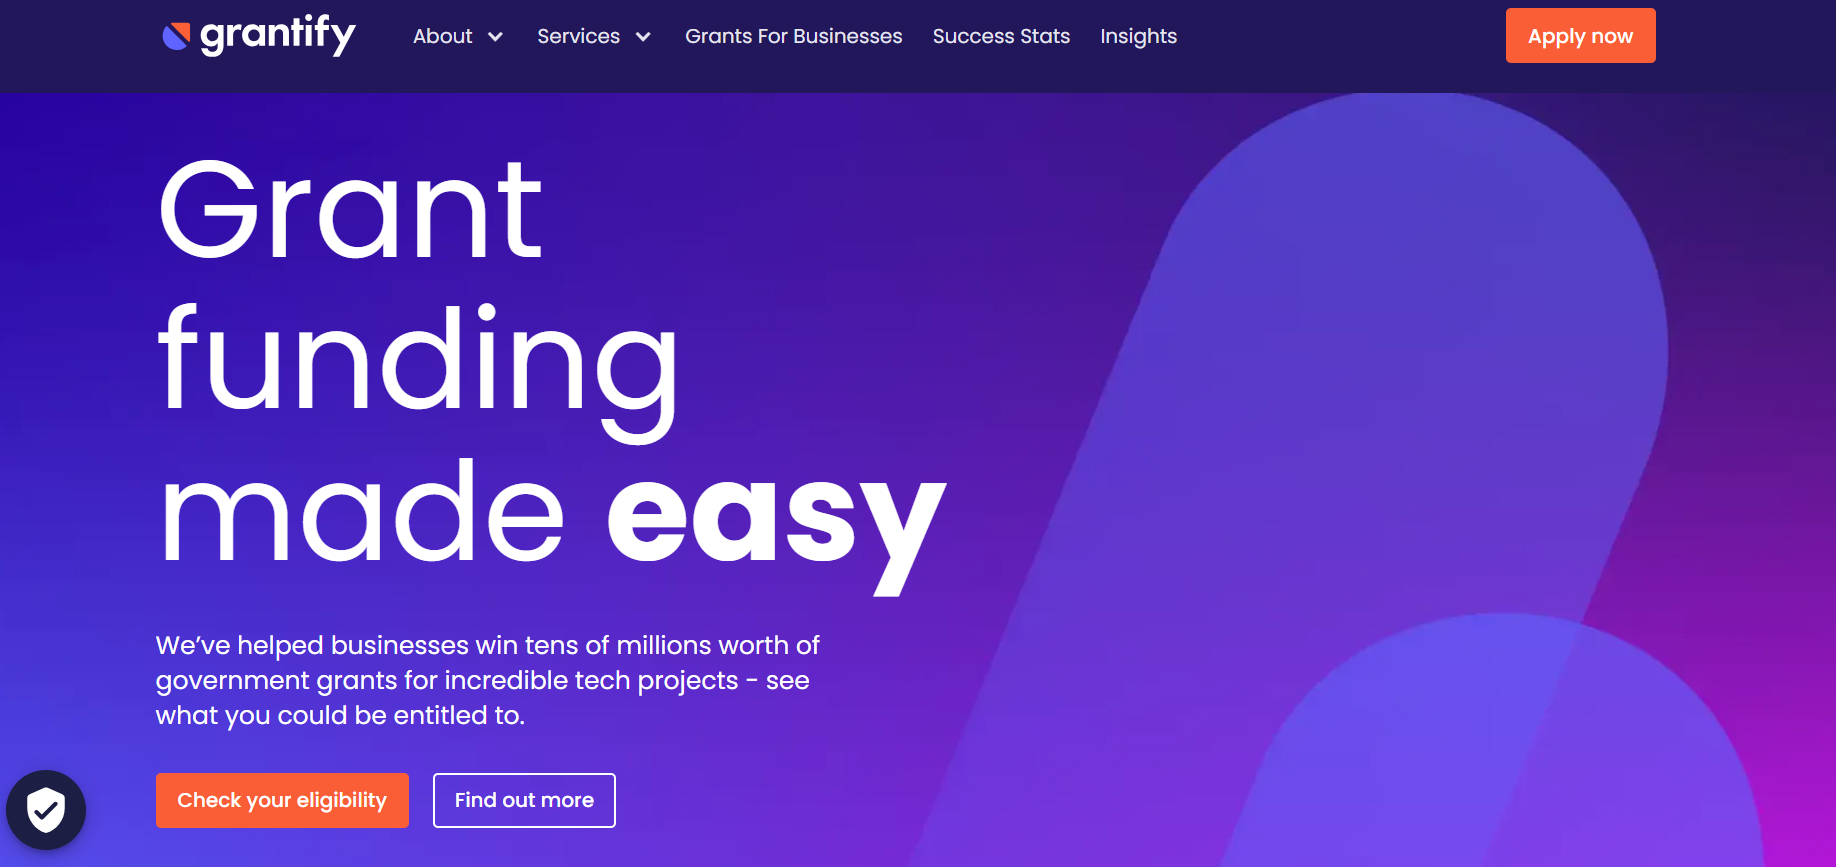 grantify
About
Services
Grants For Businesses
Success Stats
Insights
Apply now
Grant
funding
made easy
We’ve helped businesses win tens of millions worth of
government grants for incredible tech projects - see
what you could be entitled to.
Check your eligibility
Find out more